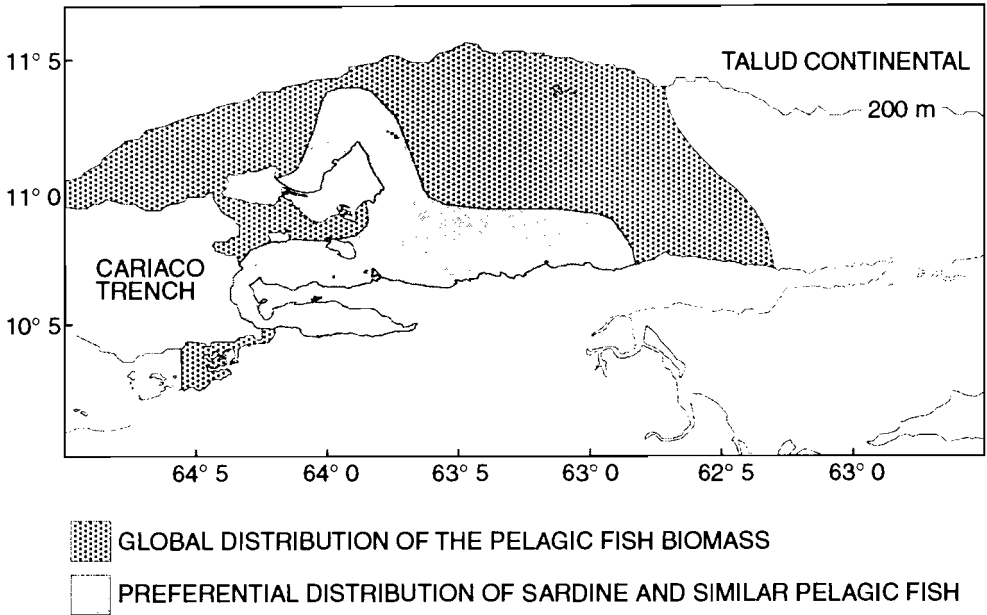 11° 5
TALUD CONTINENTAL
200 m
11° 0
CARIACO
TRENCH
10° 5
64° 5 64° 0 63° 5 63° 0 62° 5 63° 0
GLOBAL DISTRIBUTION OF THE PELAGIC FISH BIOMASS
PREFERENTIAL DISTRIBUTION OF SARDINE AND SIMILAR PELAGIC FISH